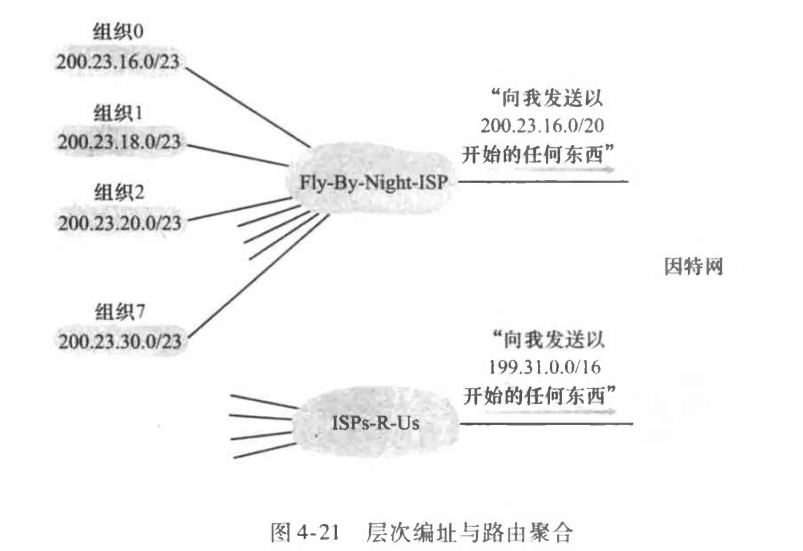 组织0
200.23.16.0/23
组织1
200.23.18.0/23
组织2
200.23.20.0/23
组织7
200.23.30.0/23
Fly-By-Night-ISP
“向我发送以
200.23.16.0/20
开始的任何东西”
因特网
“向我发送以
199.31.0.0/16
开始的任何东西”
ISPs-R-Us
图4-21 层次编址与路由聚合